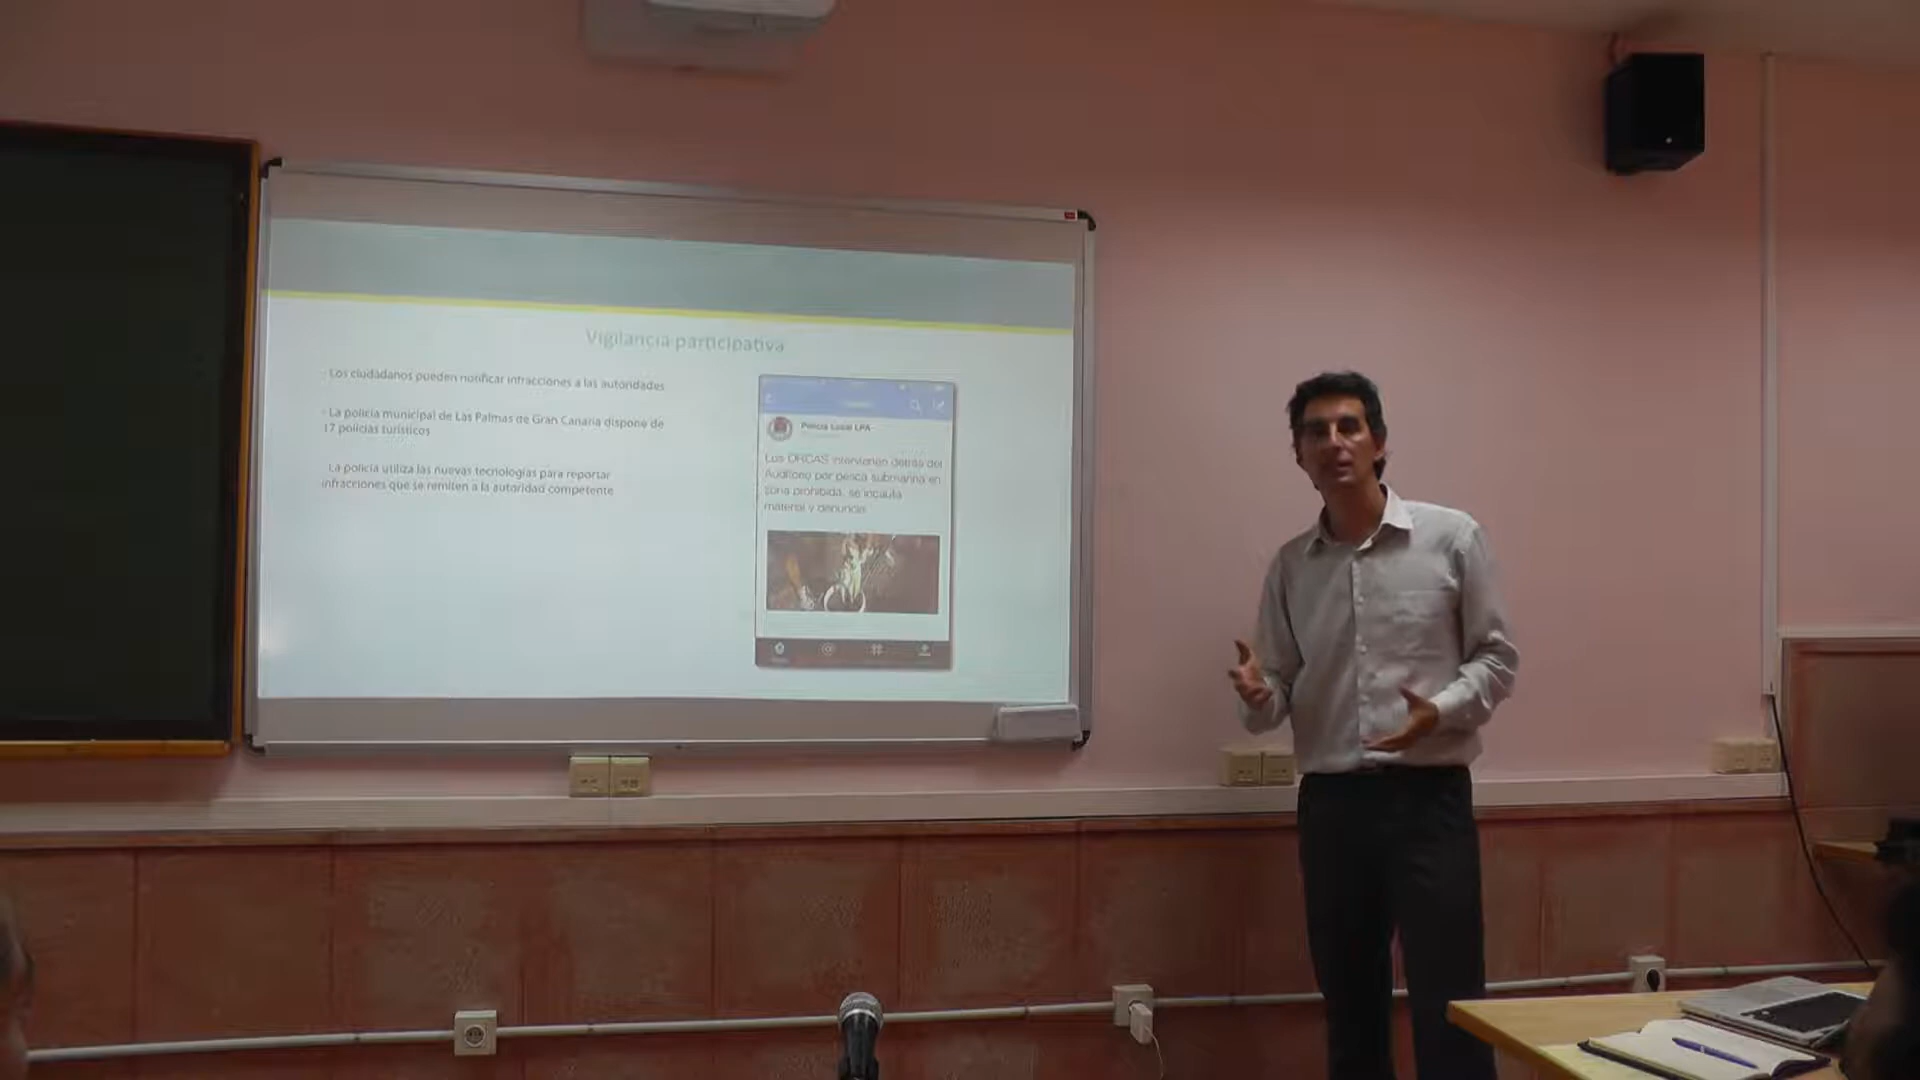 Vigilancia participativa
- Los ciudadanos pueden notificar infracciones a las autoridades
- La policía municipal de Las Palmas de Gran Canaria dispone de
17 policías turísticos
- La policía utiliza las nuevas tecnologías para reportar
infracciones que se remiten a la autoridad competente
Policía Local LPA
Los ORCAS intervienen detrás del
Auditorio por pesca submarina en
zona prohibida, se incauta
material y denuncia